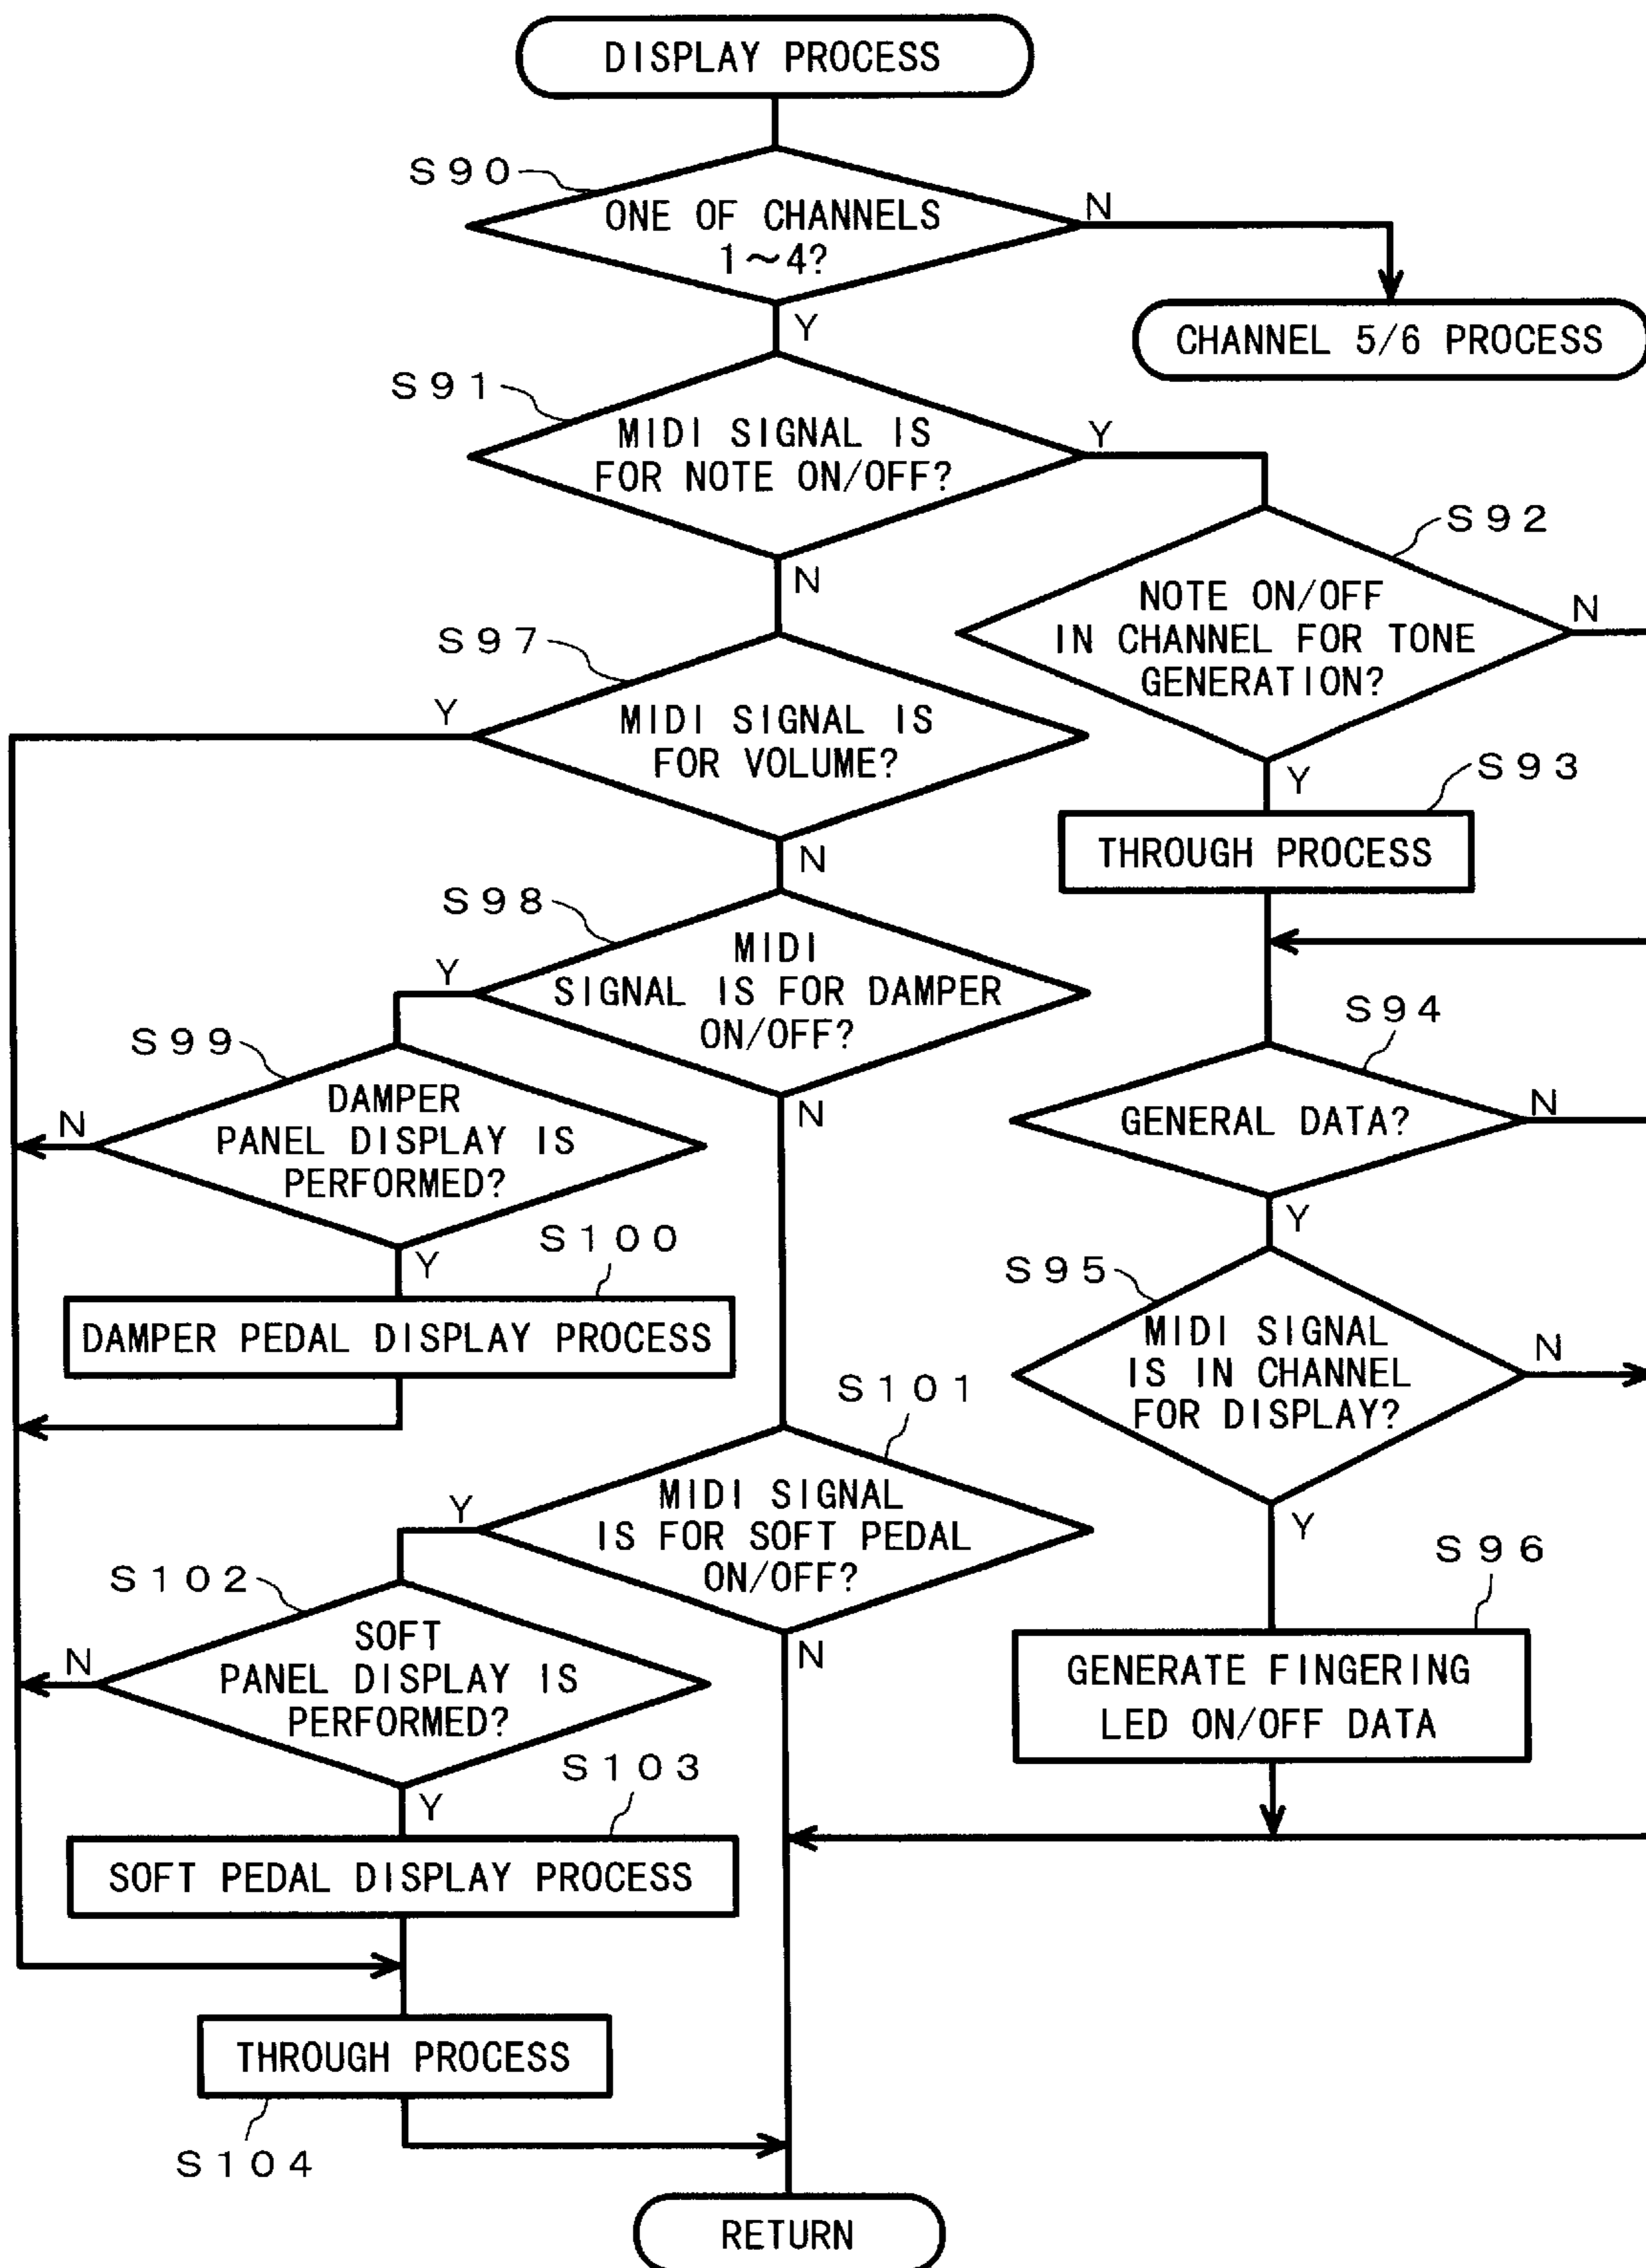 DISPLAY PROCESS
S90
ONE OF CHANNELS
1~4?
N
Y
CHANNEL 5/6 PROCESS
S91
MIDI SIGNAL IS
FOR NOTE ON/OFF?
Y
N
S92
NOTE ON/OFF
IN CHANNEL FOR TONE
GENERATION?
N
Y
S97
MIDI SIGNAL IS
FOR VOLUME?
Y
N
S93
THROUGH PROCESS
S98
MIDI
SIGNAL IS FOR DAMPER
ON/OFF?
Y
N
S94
GENERAL DATA?
N
Y
S99
DAMPER
PANEL DISPLAY IS
PERFORMED?
N
Y
S100
DAMPER PEDAL DISPLAY PROCESS
S95
MIDI SIGNAL
IS IN CHANNEL
FOR DISPLAY?
N
Y
S101
MIDI SIGNAL
IS FOR SOFT PEDAL
ON/OFF?
Y
N
S96
GENERATE FINGERING
LED ON/OFF DATA
S102
SOFT
PANEL DISPLAY IS
PERFORMED?
N
Y
S103
SOFT PEDAL DISPLAY PROCESS
THROUGH PROCESS
S104
RETURN